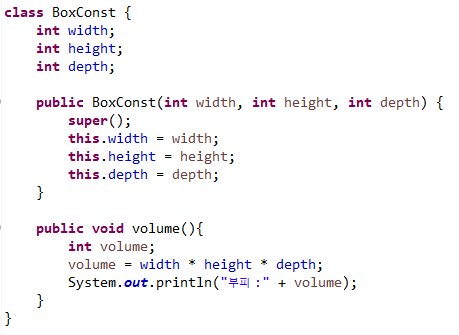 class BoxConst {
    int width;
    int height;
    int depth;
    public BoxConst(int width, int height, int depth) {
        super();
        this.width = width;
        this.height = height;
        this.depth = depth;
    }
    public void volume(){
        int volume;
        volume = width * height * depth;
        System.out.println("부피 :" + volume);
    }
}